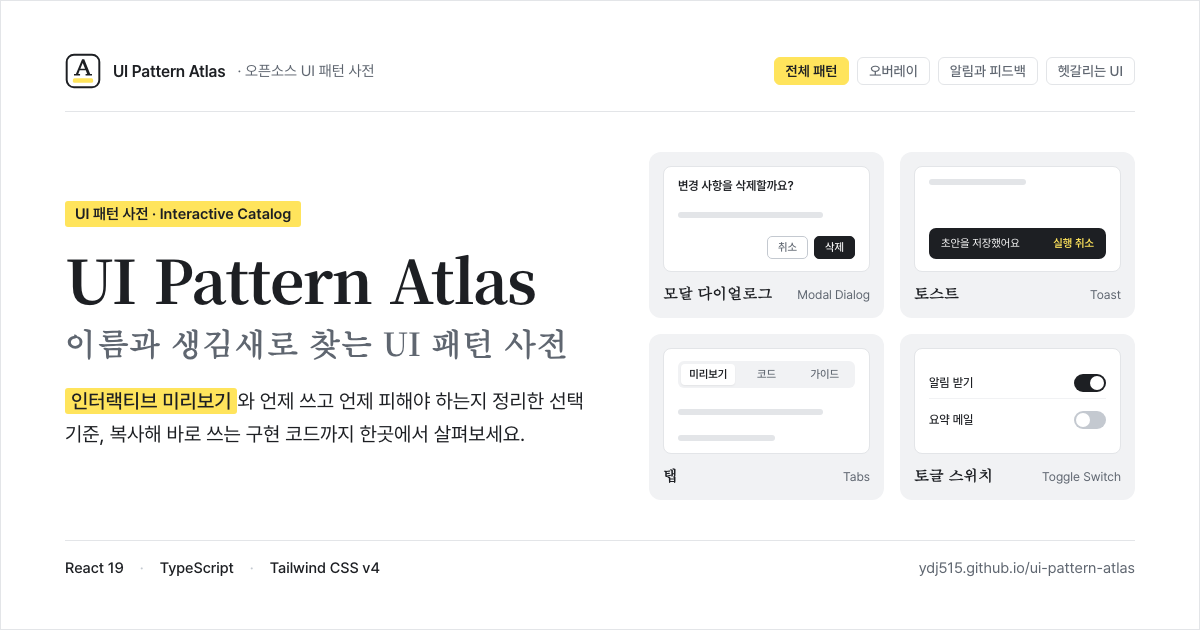 A UI Pattern Atlas · 오픈소스 UI 패턴 사전
전체 패턴 오버레이 알림과 피드백 헷갈리는 UI
UI 패턴 사전 · Interactive Catalog
UI Pattern Atlas
이름과 생김새로 찾는 UI 패턴 사전
인터랙티브 미리보기와 언제 쓰고 언제 피해야 하는지 정리한 선택
기준, 복사해 바로 쓰는 구현 코드까지 한곳에서 살펴보세요.
변경 사항을 삭제할까요?
취소 삭제
모달 다이얼로그 Modal Dialog
초안을 저장했어요 실행 취소
토스트 Toast
미리보기 코드 가이드
탭 Tabs
알림 받기
요약 메일
토글 스위치 Toggle Switch
React 19 · TypeScript · Tailwind CSS v4
ydj515.github.io/ui-pattern-atlas